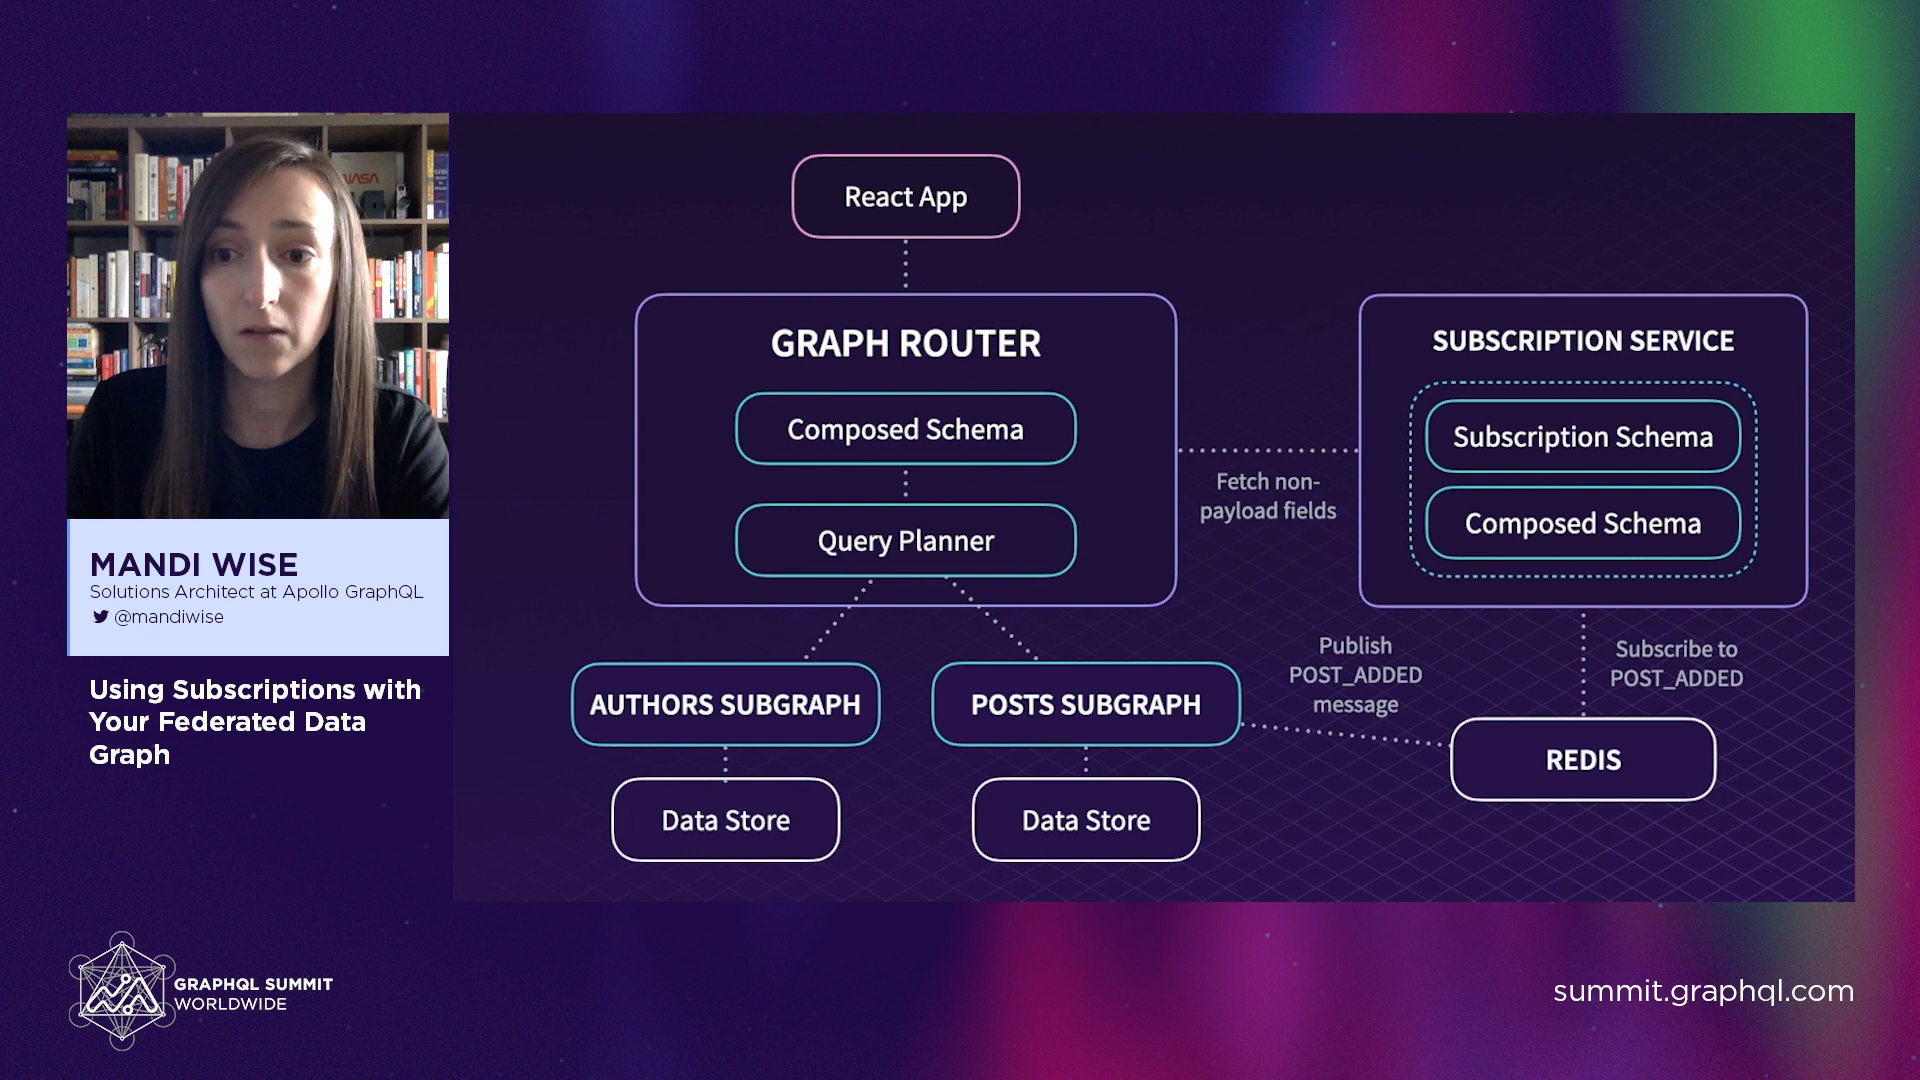 NASA
MANDI WISE
Solutions Architect at Apollo GraphQL
@mandiwise
Using Subscriptions with
Your Federated Data
Graph
React App
GRAPH ROUTER
Composed Schema
Query Planner
Fetch non-
payload fields
SUBSCRIPTION SERVICE
Subscription Schema
Composed Schema
AUTHORS SUBGRAPH
POSTS SUBGRAPH
Publish
POST_ADDED
message
Subscribe to
POST_ADDED
REDIS
Data Store
Data Store
GRAPHQL SUMMIT
WORLDWIDE
summit.graphql.com